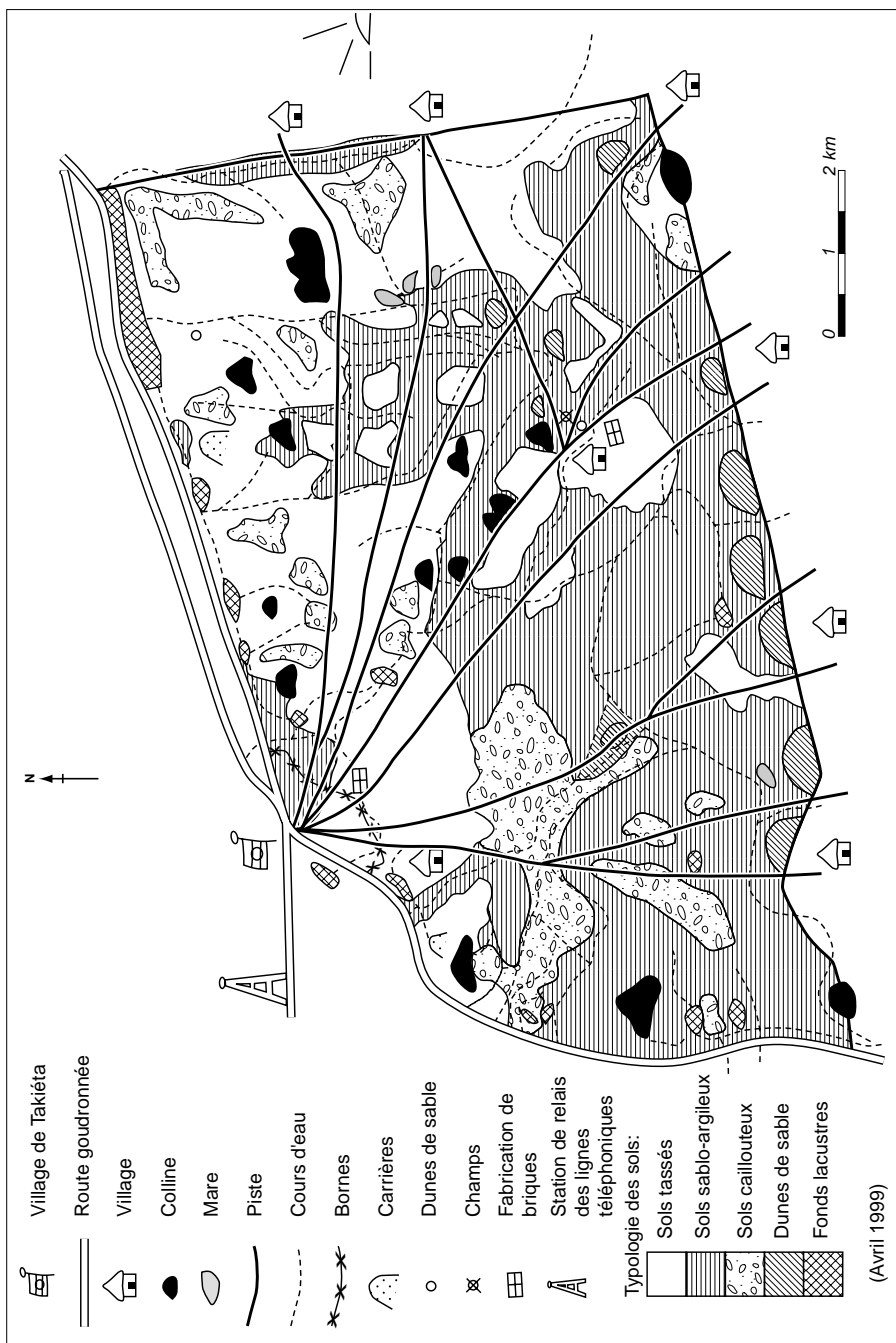 Village de Takiéta
Route goudronnée
Village
Colline
Mare
Piste
Cours d'eau
Bornes
Carrières
Dunes de sable
Champs
Fabrication de
briques
Station de relais
des lignes
téléphoniques
Typologie des sols:
Sols tassés
Sols sablo-argileux
Sols caillouteux
Dunes de sable
Fonds lacustres
(Avril 1999)
N
0 1 2 km